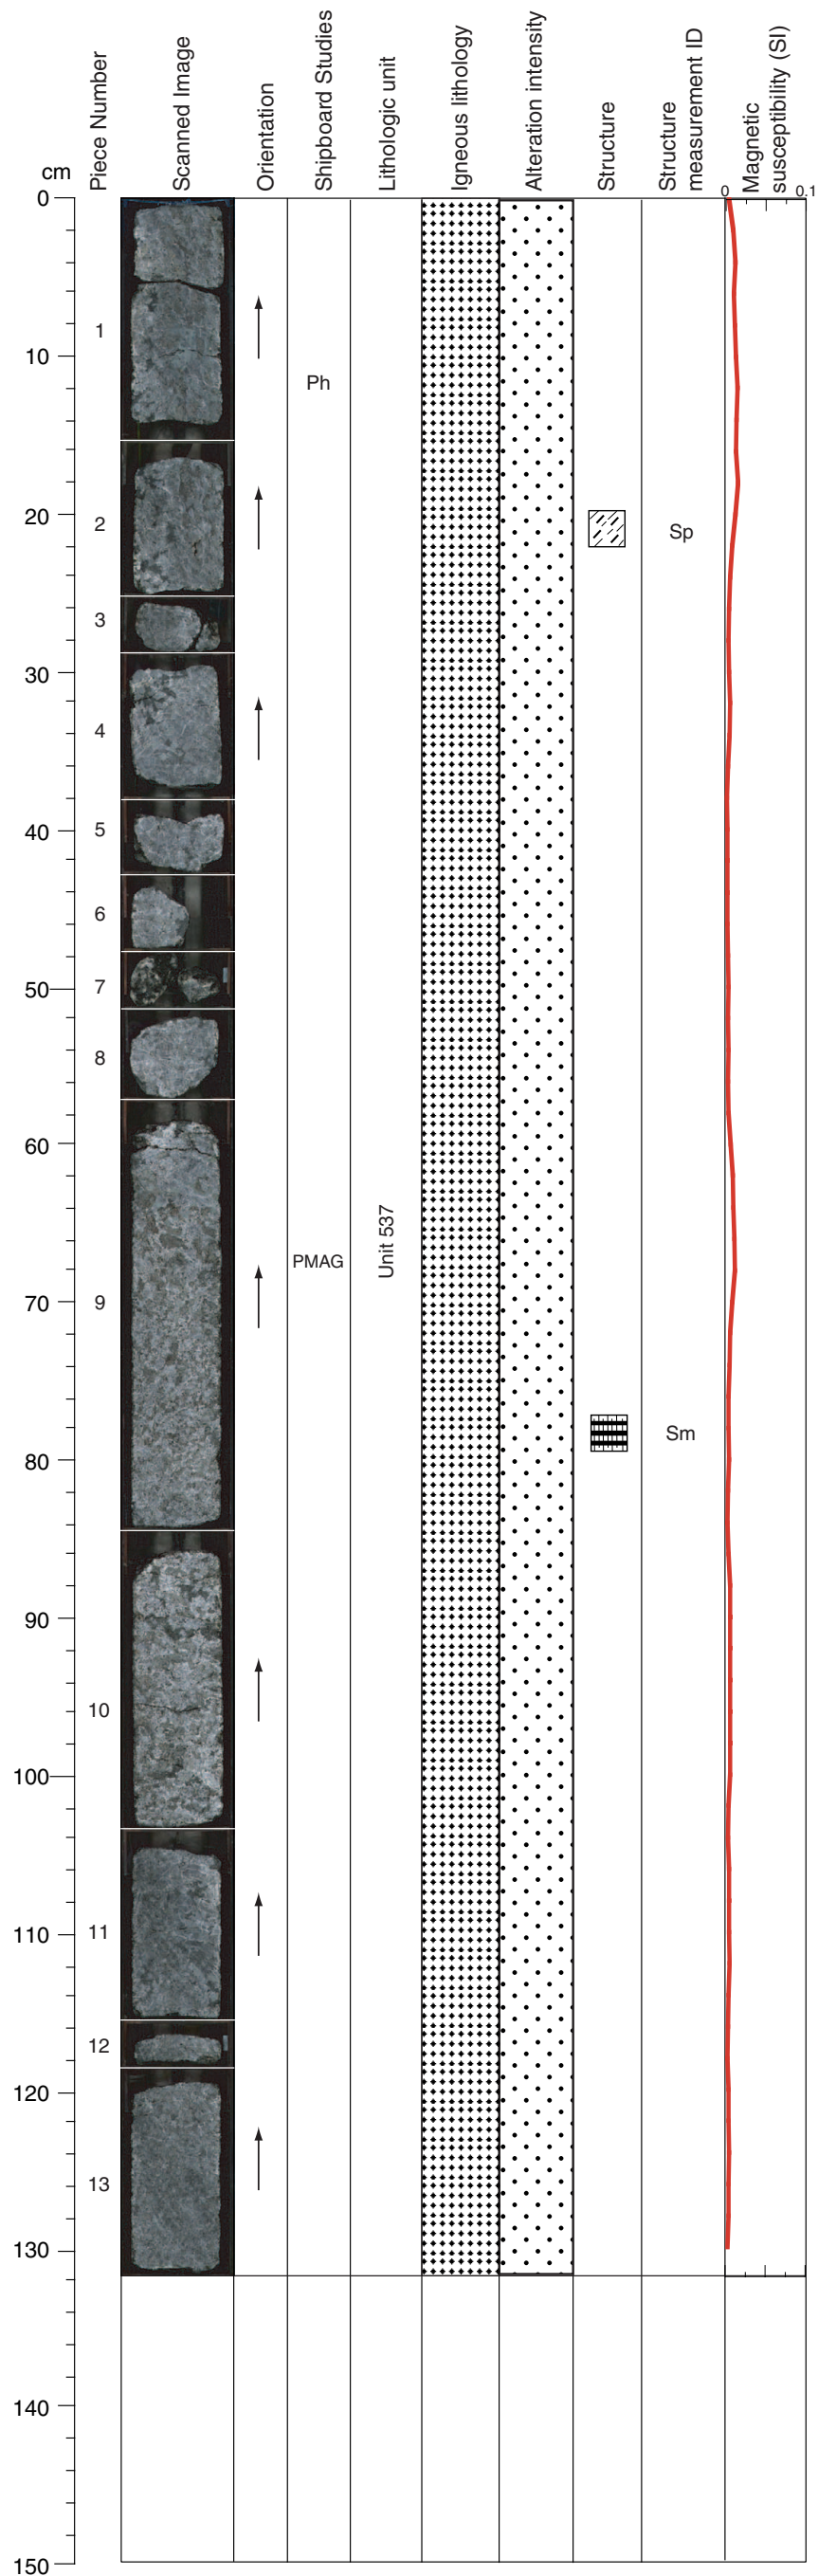 cm
Piece Number
Scanned Image
Orientation
Shipboard Studies
Lithologic unit
Igneous lithology
Alteration intensity
Structure
Structure
measurement ID
Magnetic
susceptibility (SI)
0 0.1
0
1
10
Ph
2
20
Sp
3
30
4
5
40
6
7
50
8
60
Unit 537
PMAG
9
70
Sm
80
90
10
100
11
110
12
120
13
130
140
150